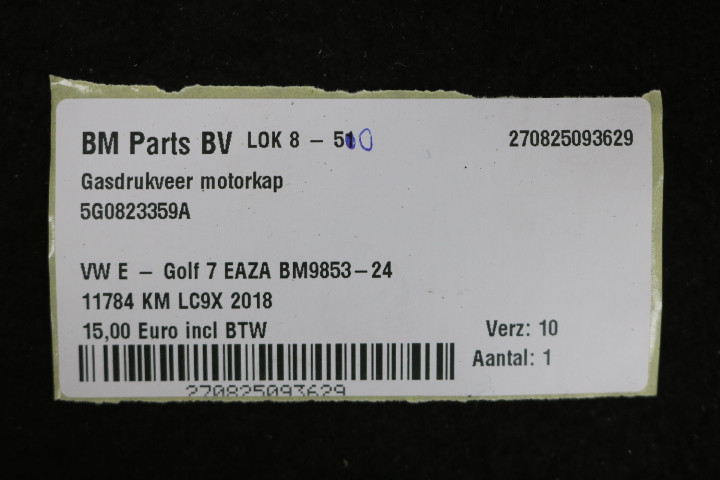 BM Parts BV LOK 8 - 510 270825093629
Gasdrukveer motorkap
5G0823359A
VW E - Golf 7 EAZA BM9853-24
11784 KM LC9X 2018
15,00 Euro incl BTW Verz: 10
Aantal: 1
270825093629